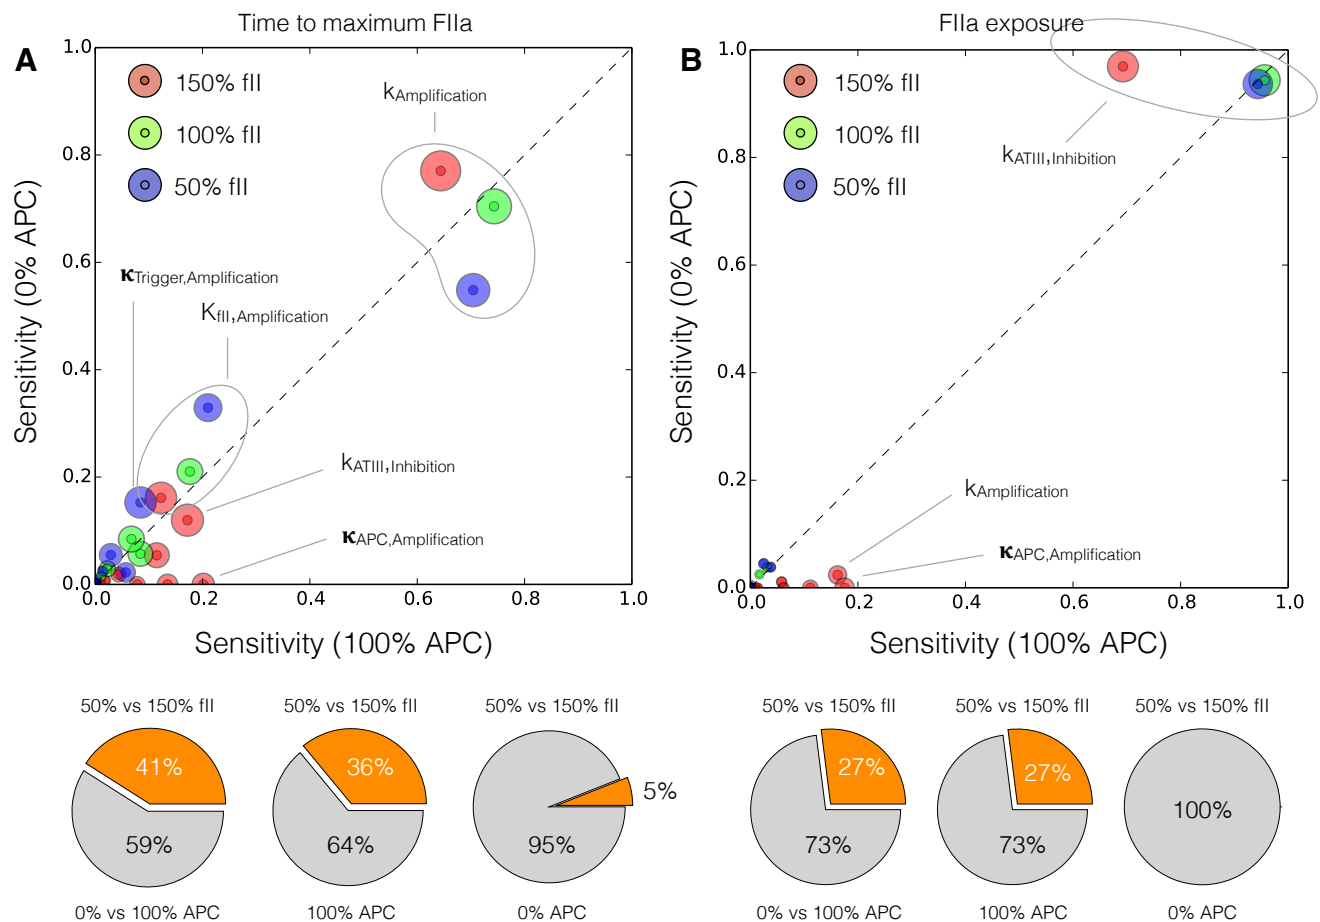 Time to maximum FIIa
A
1.0
0.8
0.6
0.4
0.2
0.0
0.0
0.2
0.4
0.6
0.8
1.0
Sensitivity (0% APC)
Sensitivity (100% APC)
150% fII
100% fII
50% fII
kAmplification
κTrigger,Amplification
KfII,Amplification
kATIII,Inhibition
κAPC,Amplification
50% vs 150% fII
41%
59%
0% vs 100% APC
50% vs 150% fII
36%
64%
100% APC
50% vs 150% fII
5%
95%
0% APC
FIIa exposure
B
1.0
0.8
0.6
0.4
0.2
0.0
0.0
0.2
0.4
0.6
0.8
1.0
Sensitivity (0% APC)
Sensitivity (100% APC)
150% fII
100% fII
50% fII
kATIII,Inhibition
kAmplification
κAPC,Amplification
50% vs 150% fII
27%
73%
0% vs 100% APC
50% vs 150% fII
27%
73%
100% APC
50% vs 150% fII
100%
0% APC